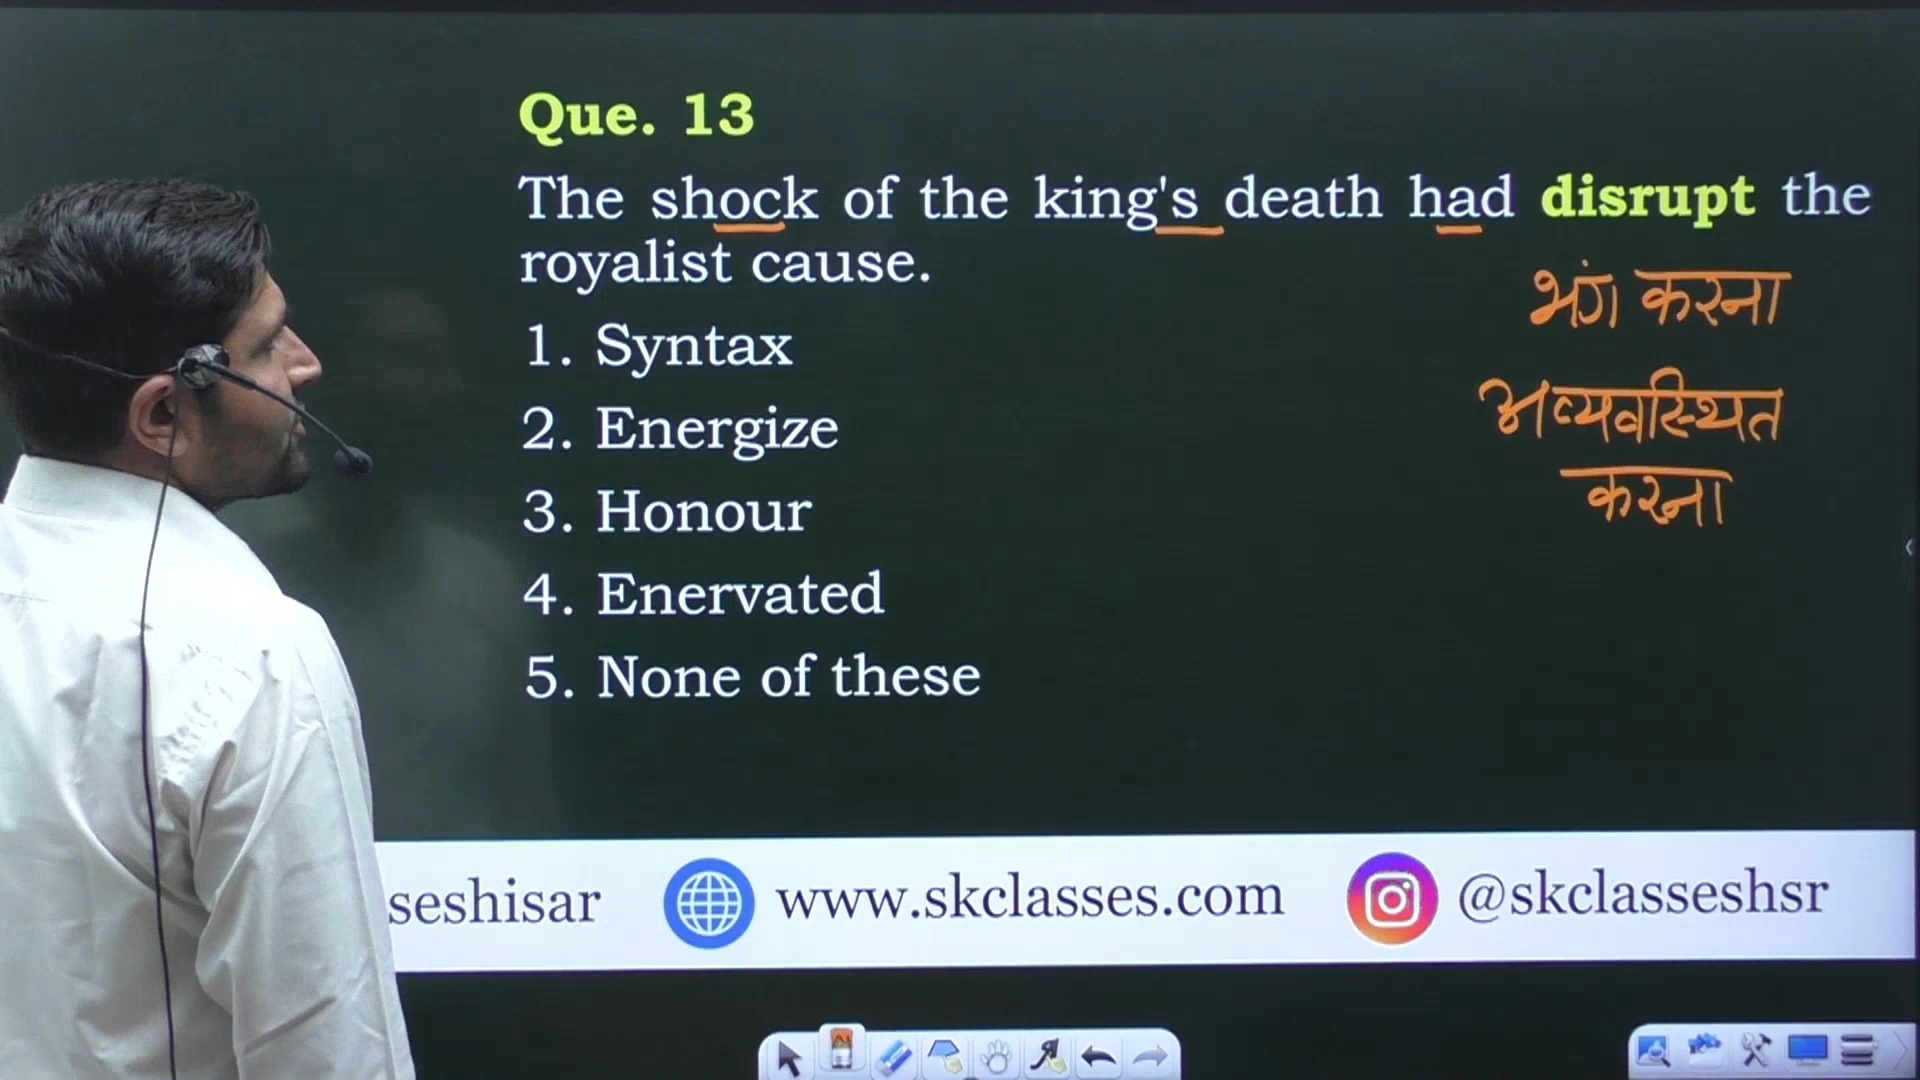 Que. 13
The shock of the king's death had disrupt the
royalist cause.
भंग करना
अव्यवस्थित
करना
1. Syntax
2. Energize
3. Honour
4. Enervated
5. None of these
seshisar www.skclasses.com @skclasseshsr